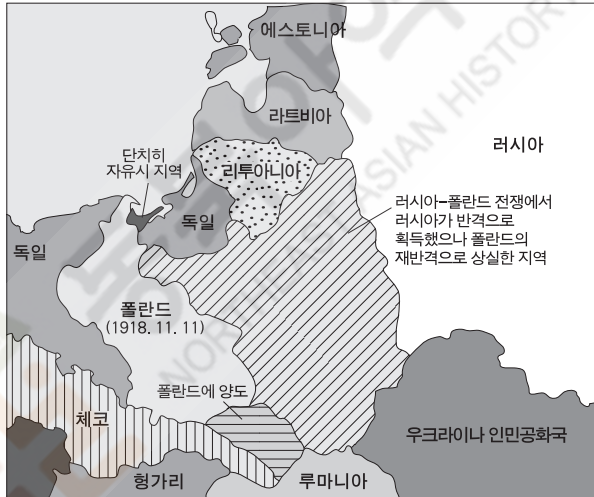 에스토니아
라트비아
러시아
단치히
자유시 지역
리투아니아
러시아-폴란드 전쟁에서
러시아가 반격으로
획득했으나 폴란드의
재반격으로 상실한 지역
독일
독일
폴란드
(1918. 11. 11)
폴란드에 양도
체코
우크라이나 인민공화국
헝가리
루마니아
NORTHEAST ASIAN HISTORY